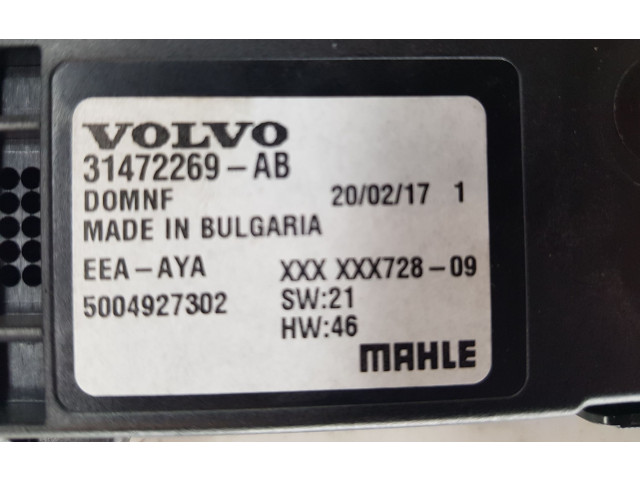 VOLVO
31472269-AB
DOMNF 20/02/17 1
MADE IN BULGARIA
EEA-AYA XXX XXX728-09
5004927302 SW:21
HW:46
MAHLE